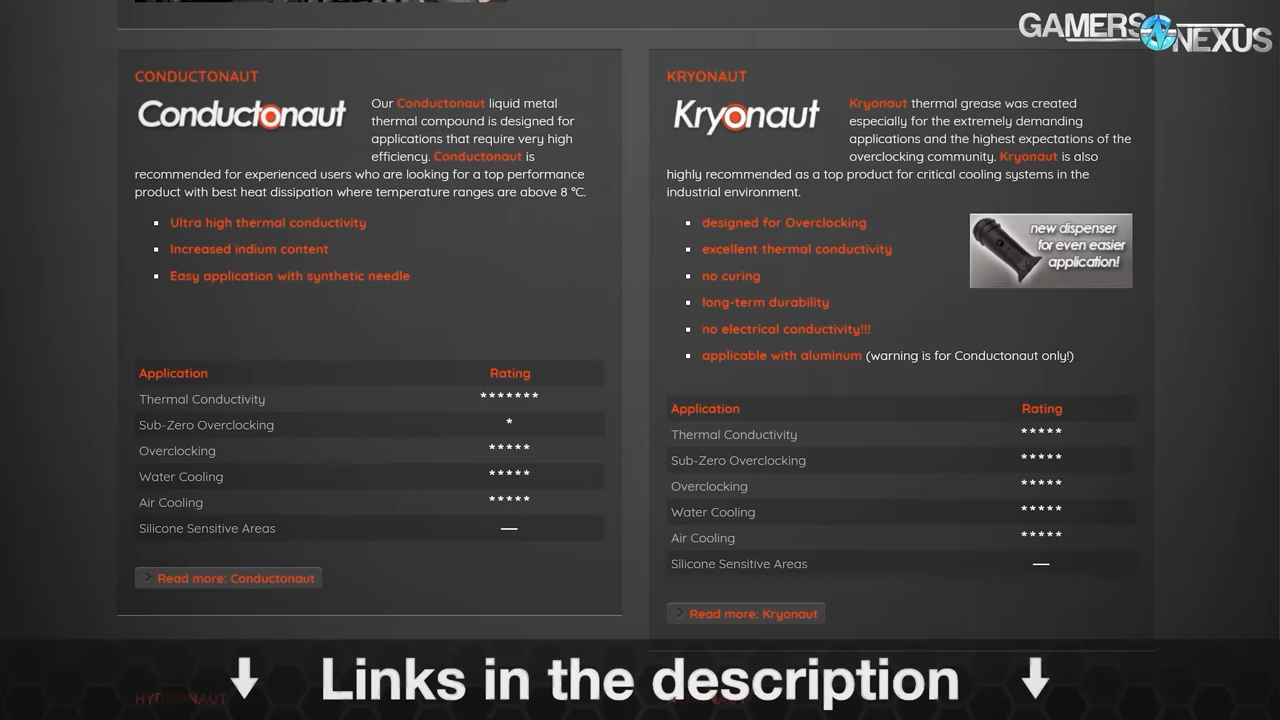 GAMERS NEXUS
CONDUCTONAUT
Conductonaut
Our Conductonaut liquid metal
thermal compound is designed for
applications that require very high
efficiency. Conductonaut is
recommended for experienced users who are looking for a top performance
product with best heat dissipation where temperature ranges are above 8 °C.
Ultra high thermal conductivity
Increased indium content
Easy application with synthetic needle
Application Rating
Thermal Conductivity *******
Sub-Zero Overclocking *
Overclocking *****
Water Cooling *****
Air Cooling *****
Silicone Sensitive Areas —
Read more: Conductonaut
KRYONAUT
Kryonaut
Kryonaut thermal grease was created
especially for the extremely demanding
applications and the highest expectations of the
overclocking community. Kryonaut is also
highly recommended as a top product for critical cooling systems in the
industrial environment.
designed for Overclocking
excellent thermal conductivity
no curing
long-term durability
no electrical conductivity!!!
applicable with aluminum (warning is for Conductonaut only!)
new dispenser
for even easier
application!
Application Rating
Thermal Conductivity *****
Sub-Zero Overclocking *****
Overclocking *****
Water Cooling *****
Air Cooling *****
Silicone Sensitive Areas —
Read more: Kryonaut
Links in the description
HYDRONAUT